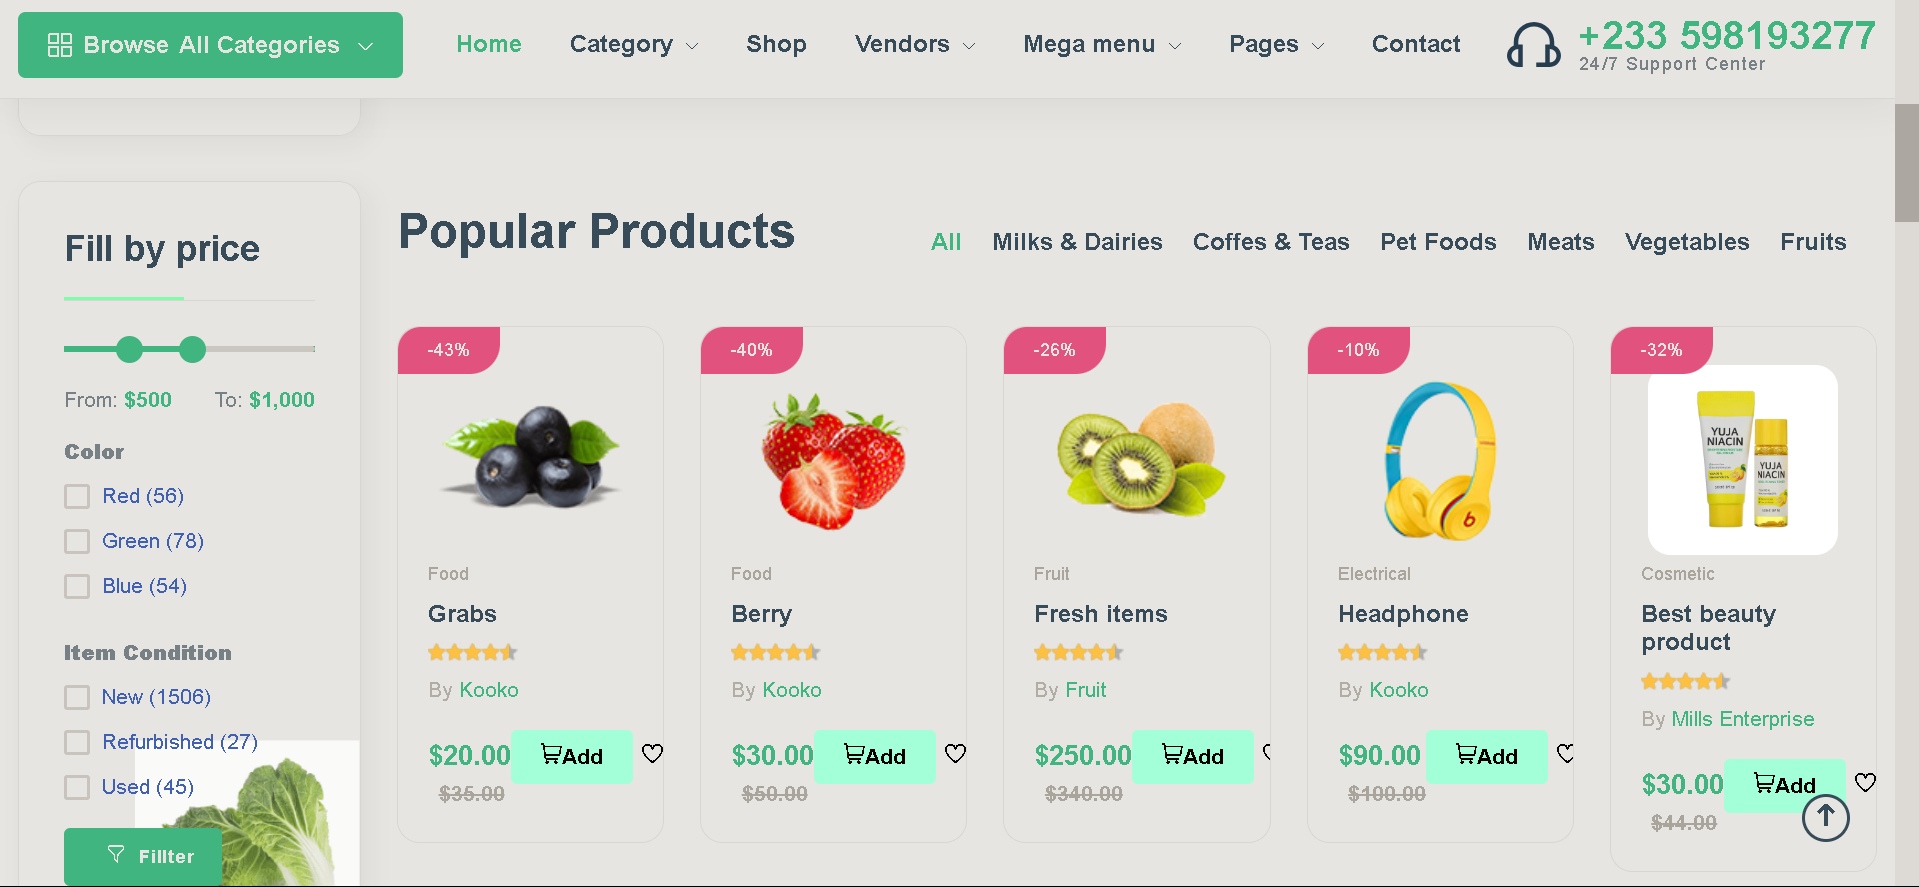 Browse All Categories
Home
Category
Shop
Vendors
Mega menu
Pages
Contact
+233 598193277
24/7 Support Center
Fill by price
From: $500 To: $1,000
Color
Red (56)
Green (78)
Blue (54)
Item Condition
New (1506)
Refurbished (27)
Used (45)
Fillter
Popular Products
All
Milks & Dairies
Coffes & Teas
Pet Foods
Meats
Vegetables
Fruits
-43%
Food
Grabs
By Kooko
$20.00 Add
$35.00
-40%
Food
Berry
By Kooko
$30.00 Add
$50.00
-26%
Fruit
Fresh items
By Fruit
$250.00 Add
$340.00
-10%
b
Electrical
Headphone
By Kooko
$90.00 Add
$100.00
-32%
YUJA
NIACIN
YUJA
NIACIN
Cosmetic
Best beauty
product
By Mills Enterprise
$30.00 Add
$44.00